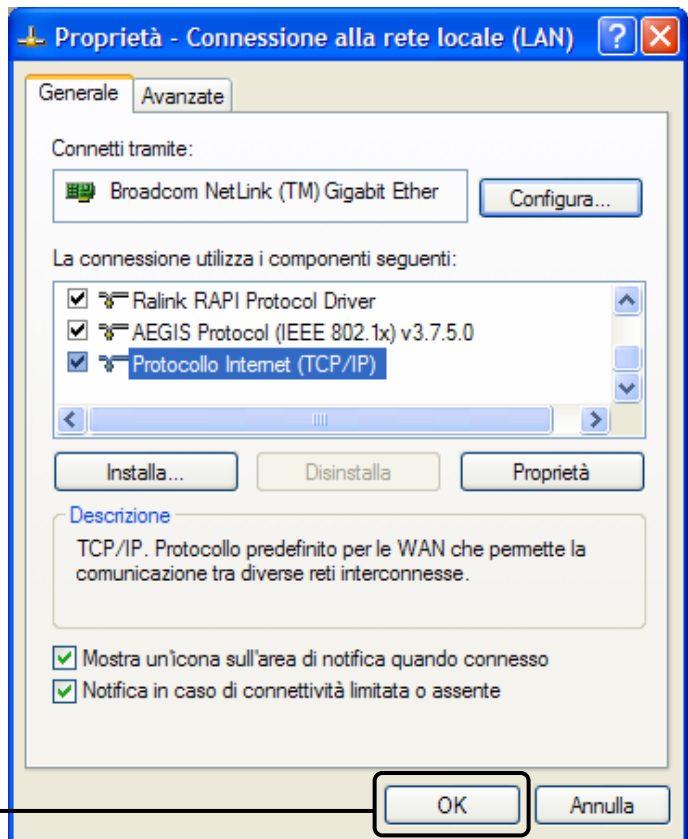 Proprietà - Connessione alla rete locale (LAN)
Generale
Avanzate
Connetti tramite:
Broadcom NetLink (TM) Gigabit Ether
Configura...
La connessione utilizza i componenti seguenti:
Ralink RAPI Protocol Driver
AEGIS Protocol (IEEE 802.1x) v3.7.5.0
Protocollo Internet (TCP/IP)
Installa...
Disinstalla
Proprietà
Descrizione
TCP/IP. Protocollo predefinito per le WAN che permette la
comunicazione tra diverse reti interconnesse.
Mostra un'icona sull'area di notifica quando connesso
Notifica in caso di connettività limitata o assente
OK
Annulla